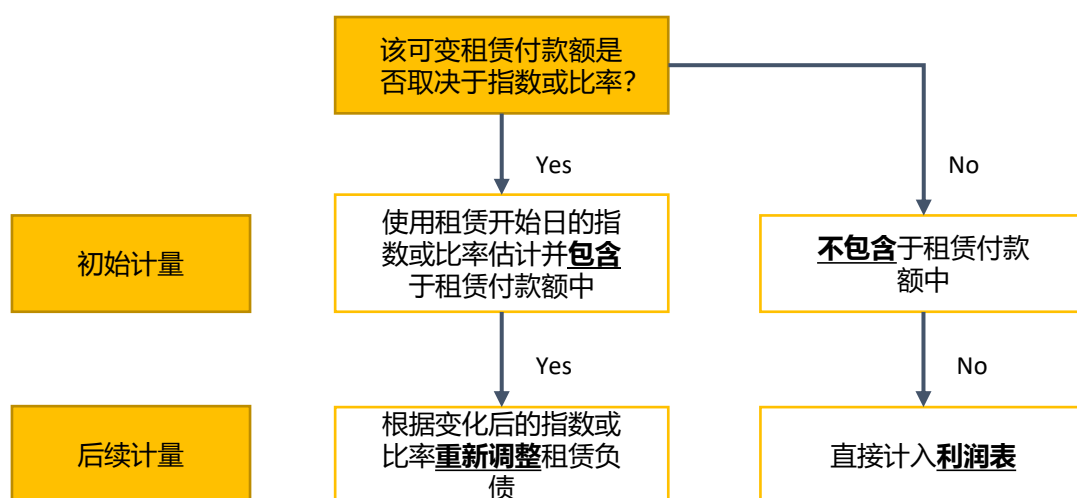 该可变租赁付款额是
否取决于指数或比率？
Yes
No
初始计量
使用租赁开始日的指
数或比率估计并包含
于租赁付款额中
不包含于租赁付款
额中
Yes
No
后续计量
根据变化后的指数或
比率重新调整租赁负
债
直接计入利润表